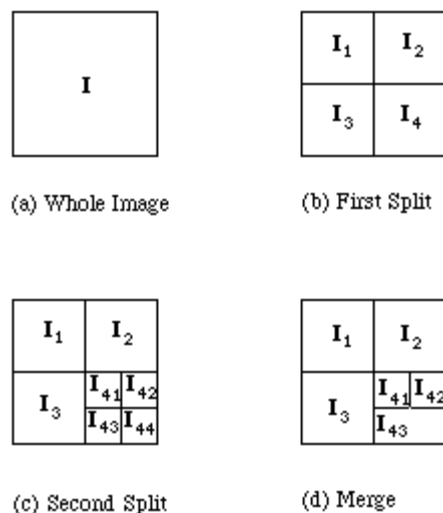 I
I₁ I₂
I₃ I₄
(a) Whole Image
(b) First Split
I₁ I₂
I₃ I₄₁ I₄₂
I₄₃ I₄₄
I₁ I₂
I₃ I₄₁ I₄₂
I₄₃
(c) Second Split
(d) Merge